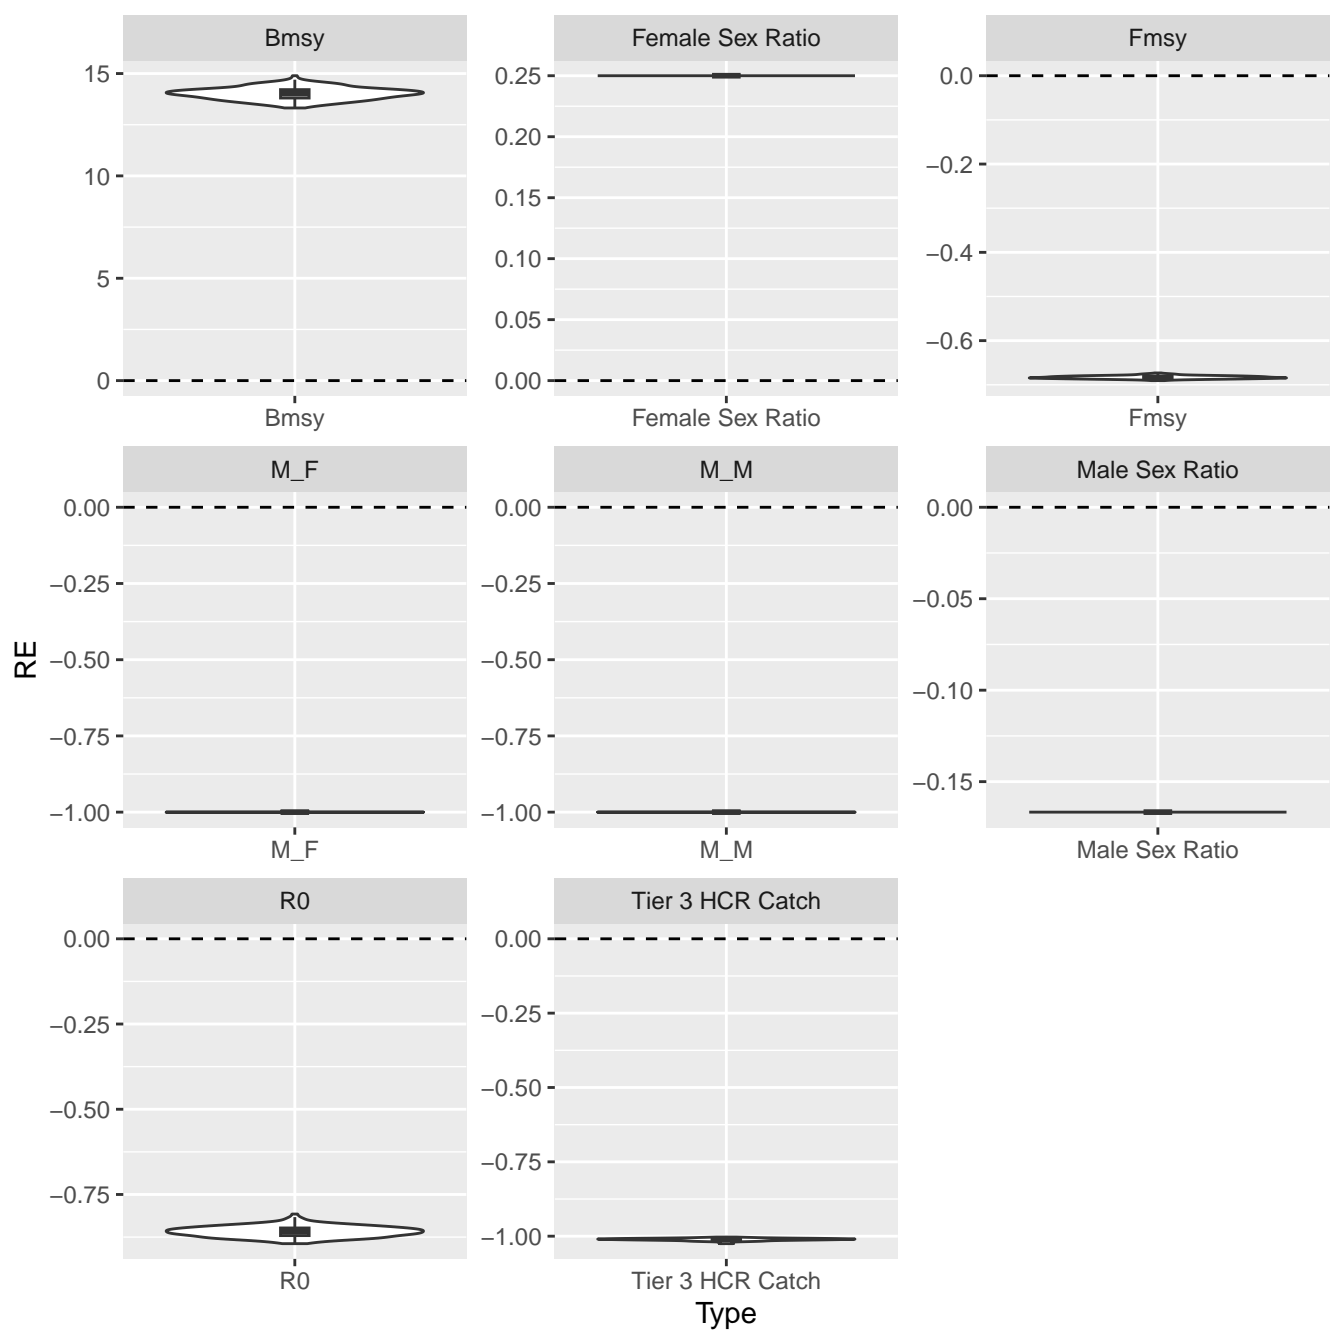 Bmsy
Female Sex Ratio
Fmsy
15
10
5
0
0.25
0.20
0.15
0.10
0.05
0.00
0.0
−0.2
−0.4
−0.6
Bmsy
Female Sex Ratio
Fmsy
M_F
M_M
Male Sex Ratio
0.00
−0.25
−0.50
−0.75
−1.00
0.00
−0.25
−0.50
−0.75
−1.00
0.00
−0.05
−0.10
−0.15
M_F
M_M
Male Sex Ratio
RE
R0
Tier 3 HCR Catch
0.00
−0.25
−0.50
−0.75
0.00
−0.25
−0.50
−0.75
−1.00
R0
Tier 3 HCR Catch
Type